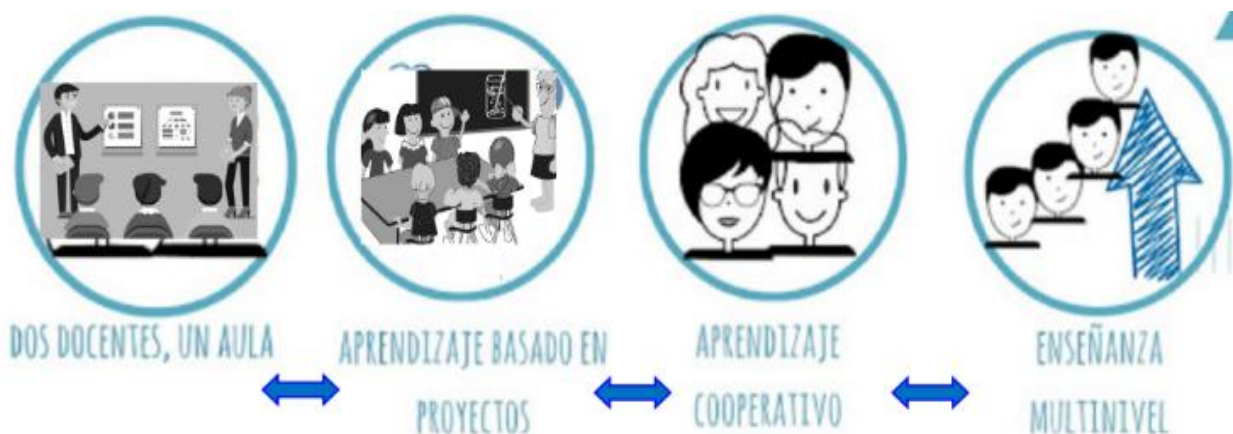 DOS DOCENTES, UN AULA
APRENDIZAJE BASADO EN
PROYECTOS
APRENDIZAJE
COOPERATIVO
ENSEÑANZA
MULTINIVEL